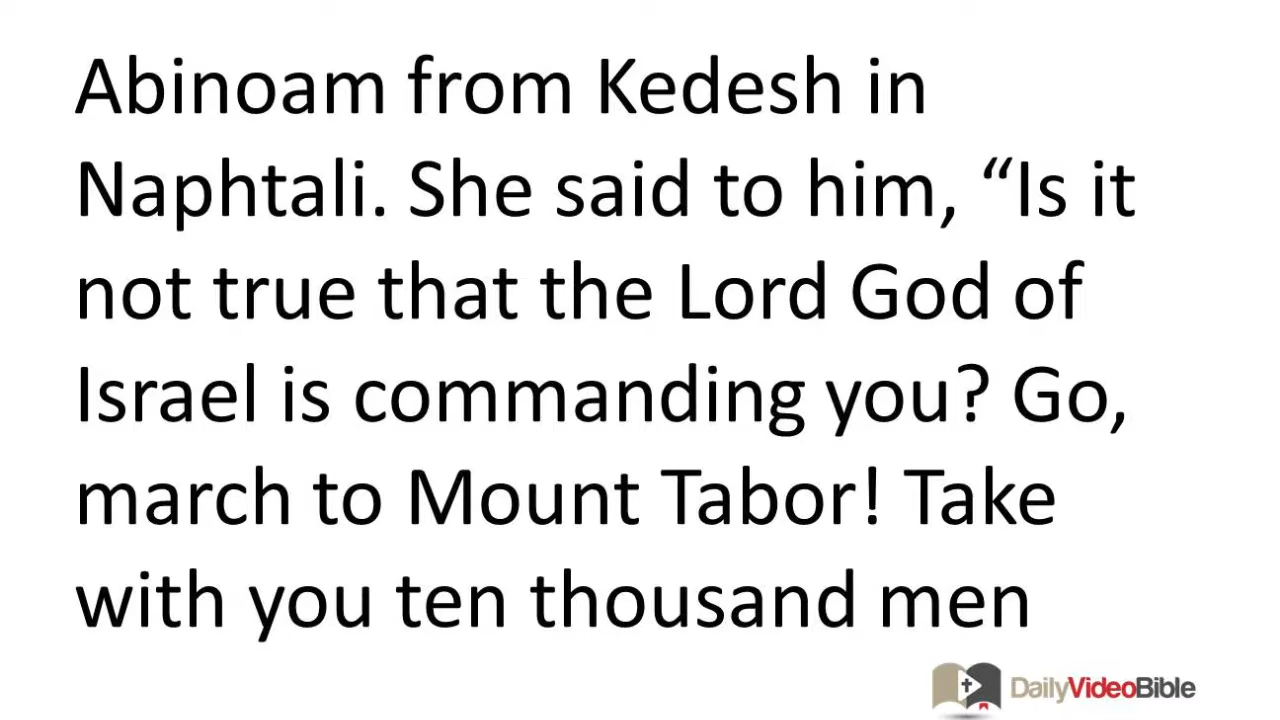 Abinoam from Kedesh in
Naphtali. She said to him, “Is it
not true that the Lord God of
Israel is commanding you? Go,
march to Mount Tabor! Take
with you ten thousand men
DailyVideoBible